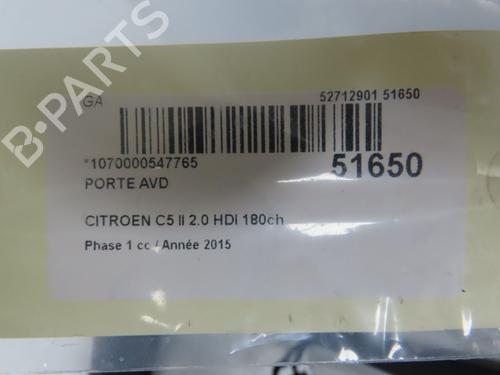 GA
52712901 51650
*1070000547765
51650
PORTE AVD
CITROEN C5 II 2.0 HDI 180ch
Phase 1 cc / Année 2015
B-PARTS